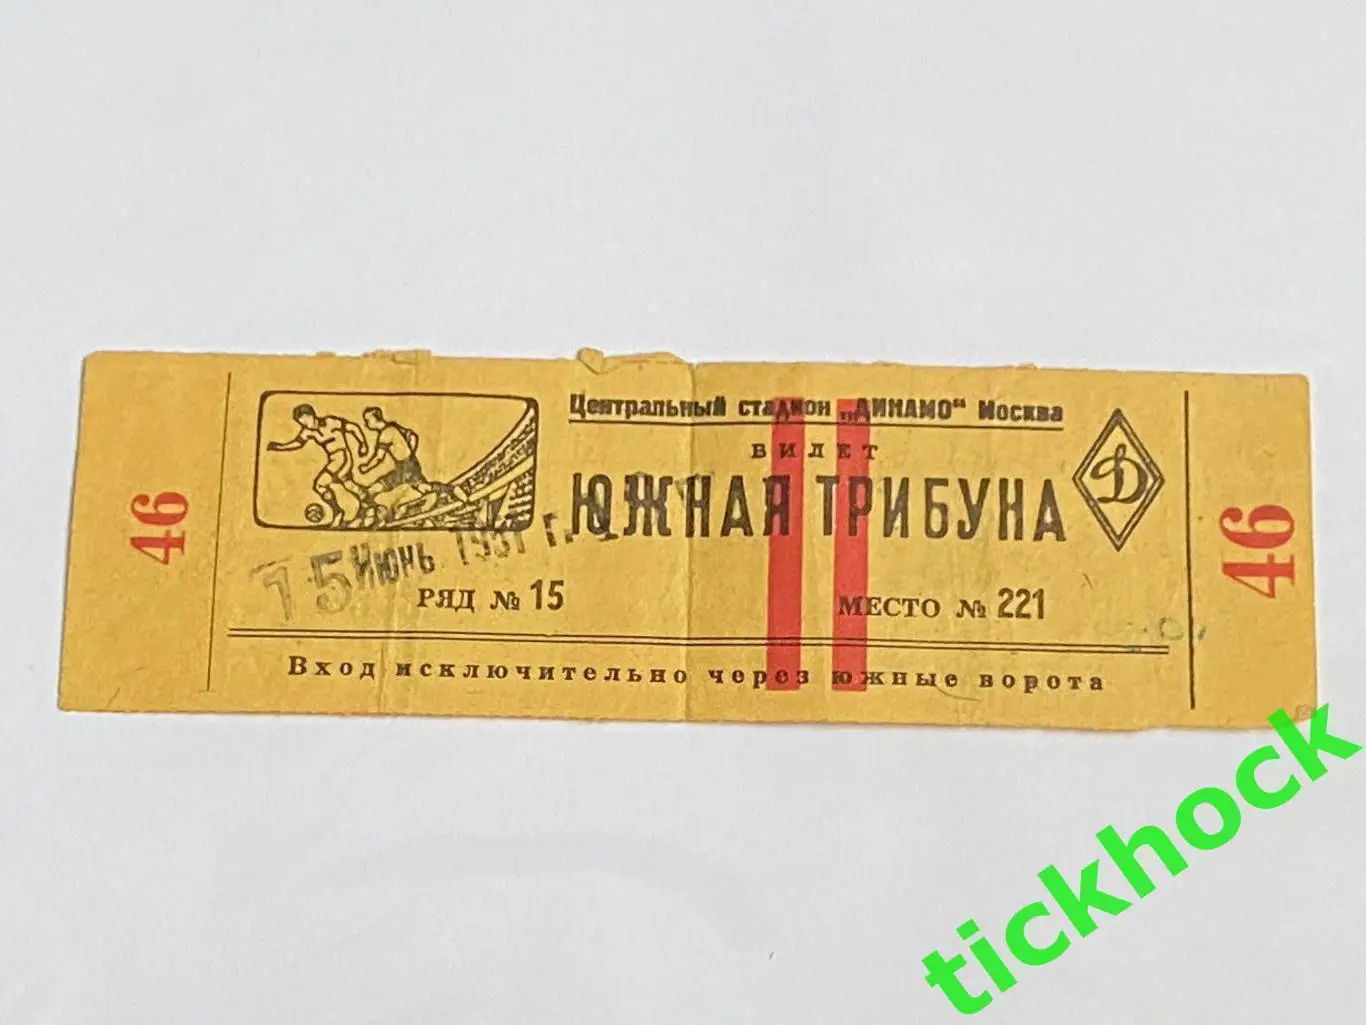 46
Центральный стадион „ДИНАМО“ Москва
БИЛЕТ
ЮЖНАЯ ТРИБУНА
Д
15 ИЮНЬ 1951 Г.
РЯД № 15
МЕСТО № 221
Вход исключительно через южные ворота
46
tickhock